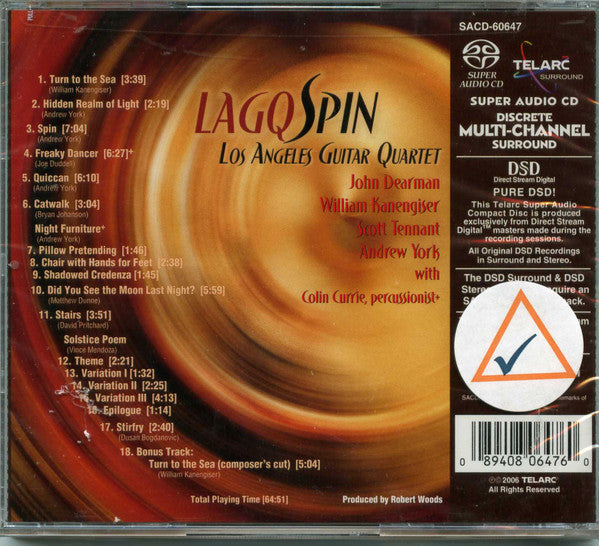 SACD-60647
SUPER AUDIO CD
TELARC
SURROUND
SUPER AUDIO CD
DISCRETE
MULTI-CHANNEL
SURROUND
DSD
Direct Stream Digital
PURE DSD!
This Telarc Super Audio
Compact Disc is produced
exclusively from Direct Stream
Digital™ masters made during the
recording sessions.
All Original DSD Recordings
in Surround and Stereo.
The DSD Surround & DSD
1. Turn to the Sea [3:39]
(William Kanengiser)
2. Hidden Realm of Light [2:19]
(Andrew York)
3. Spin [7:04]
(Andrew York)
4. Freaky Dancer [6:27]+
(Joe Duddell)
5. Quiccan [6:10]
(Andrew York)
6. Catwalk [3:04]
(Bryan Johanson)
Night Furniture+
(Andrew York)
7. Pillow Pretending [1:46]
8. Chair with Hands for Feet [2:38]
9. Shadowed Credenza [1:45]
10. Did You See the Moon Last Night? [5:59]
(Matthew Dunne)
11. Stairs [3:51]
(David Pritchard)
Solstice Poem
(Vince Mendoza)
12. Theme [2:21]
13. Variation I [1:32]
14. Variation II [2:25]
15. Variation III [4:13]
16. Epilogue [1:14]
17. Stirfry [2:40]
(Dusan Bogdanovic)
18. Bonus Track:
Turn to the Sea (composer's cut) [5:04]
(William Kanengiser)
Total Playing Time [64:51]
Produced by Robert Woods
LAGQ SPIN
LOS ANGELES GUITAR QUARTET
John Dearman
William Kanengiser
Scott Tennant
Andrew York
with
Colin Currie, percussionist+
0 89408 06476 0
℗© 2006 TELARC
All Rights Reserved